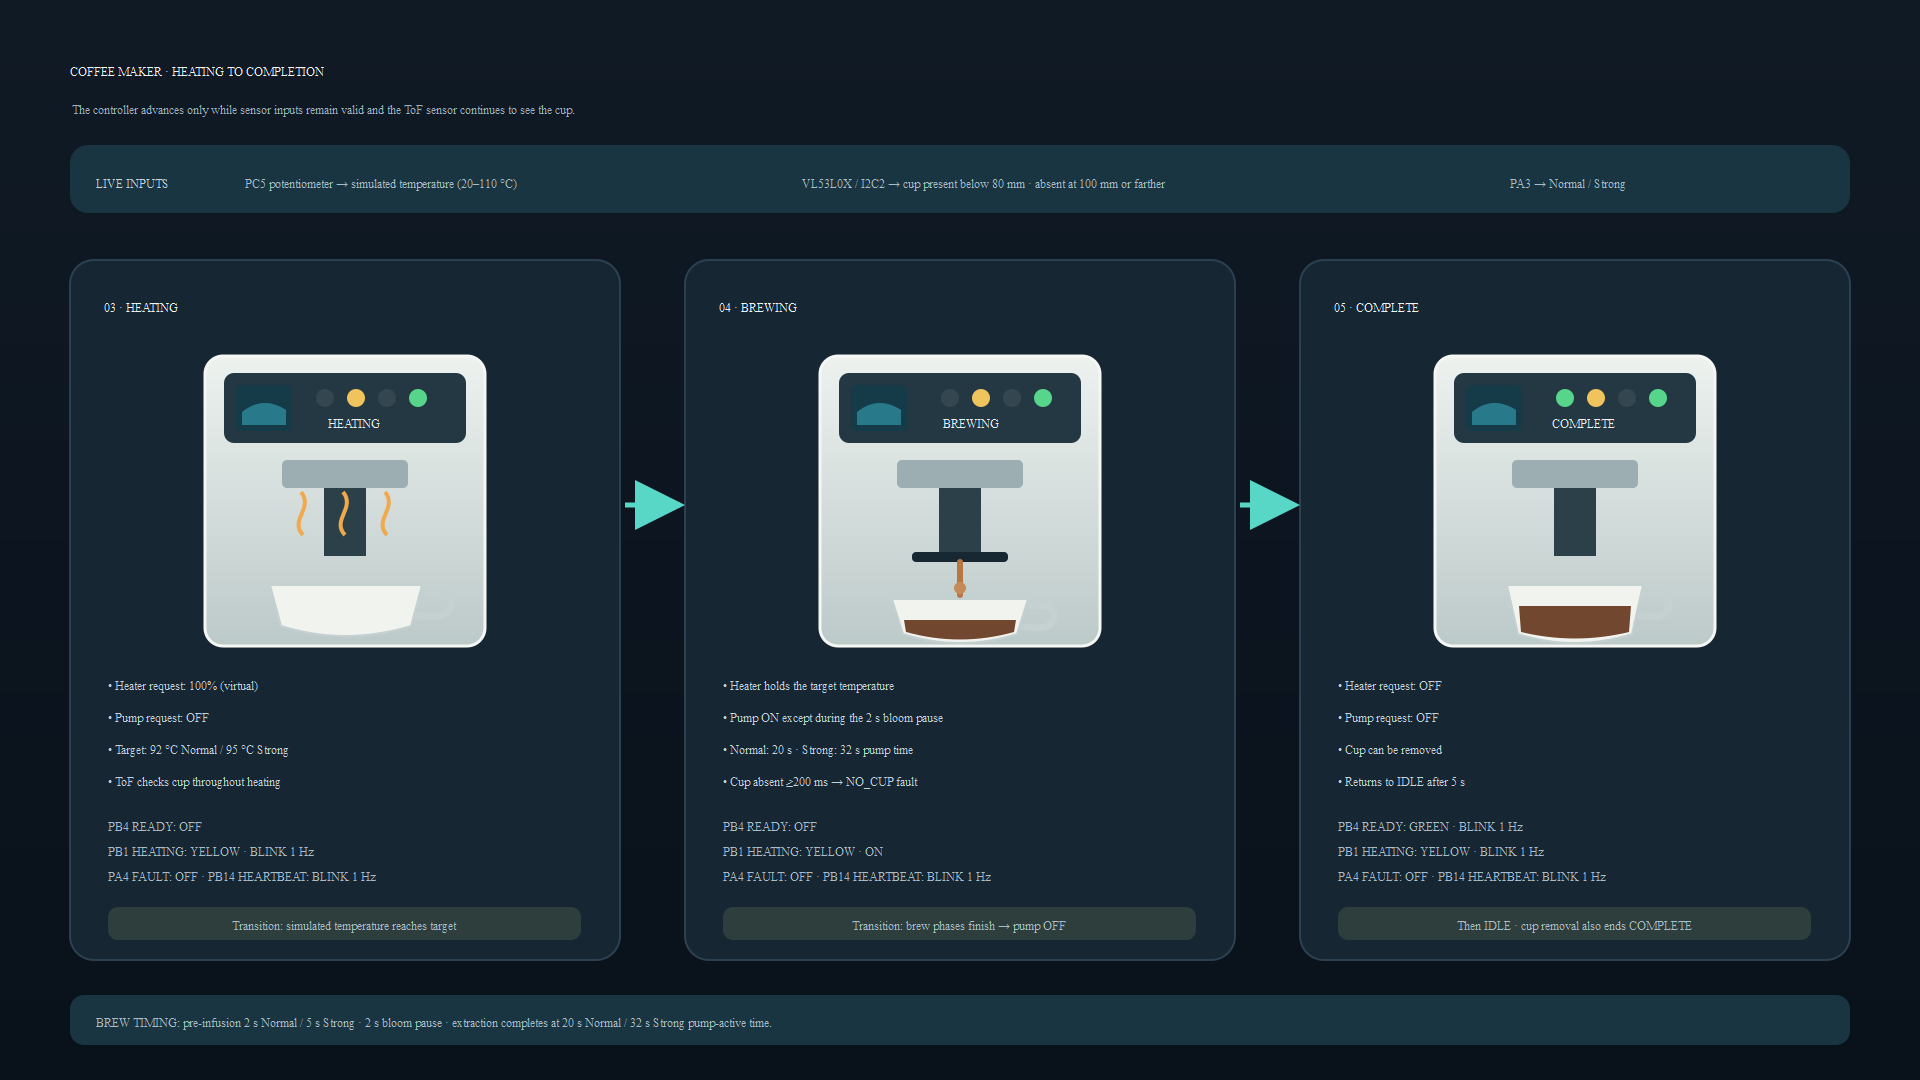 COFFEE MAKER · HEATING TO COMPLETION
The controller advances only while sensor inputs remain valid and the ToF sensor continues to see the cup.
LIVE INPUTS
PC5 potentiometer → simulated temperature (20–110 °C)
VL53L0X / I2C2 → cup present below 80 mm · absent at 100 mm or farther
PA3 → Normal / Strong
03 · HEATING
HEATING
• Heater request: 100% (virtual)
• Pump request: OFF
• Target: 92 °C Normal / 95 °C Strong
• ToF checks cup throughout heating
PB4 READY: OFF
PB1 HEATING: YELLOW · BLINK 1 Hz
PA4 FAULT: OFF · PB14 HEARTBEAT: BLINK 1 Hz
Transition: simulated temperature reaches target
04 · BREWING
BREWING
• Heater holds the target temperature
• Pump ON except during the 2 s bloom pause
• Normal: 20 s · Strong: 32 s pump time
• Cup absent ≥200 ms → NO_CUP fault
PB4 READY: OFF
PB1 HEATING: YELLOW · ON
PA4 FAULT: OFF · PB14 HEARTBEAT: BLINK 1 Hz
Transition: brew phases finish → pump OFF
05 · COMPLETE
COMPLETE
• Heater request: OFF
• Pump request: OFF
• Cup can be removed
• Returns to IDLE after 5 s
PB4 READY: GREEN · BLINK 1 Hz
PB1 HEATING: YELLOW · BLINK 1 Hz
PA4 FAULT: OFF · PB14 HEARTBEAT: BLINK 1 Hz
Then IDLE · cup removal also ends COMPLETE
BREW TIMING: pre-infusion 2 s Normal / 5 s Strong · 2 s bloom pause · extraction completes at 20 s Normal / 32 s Strong pump-active time.